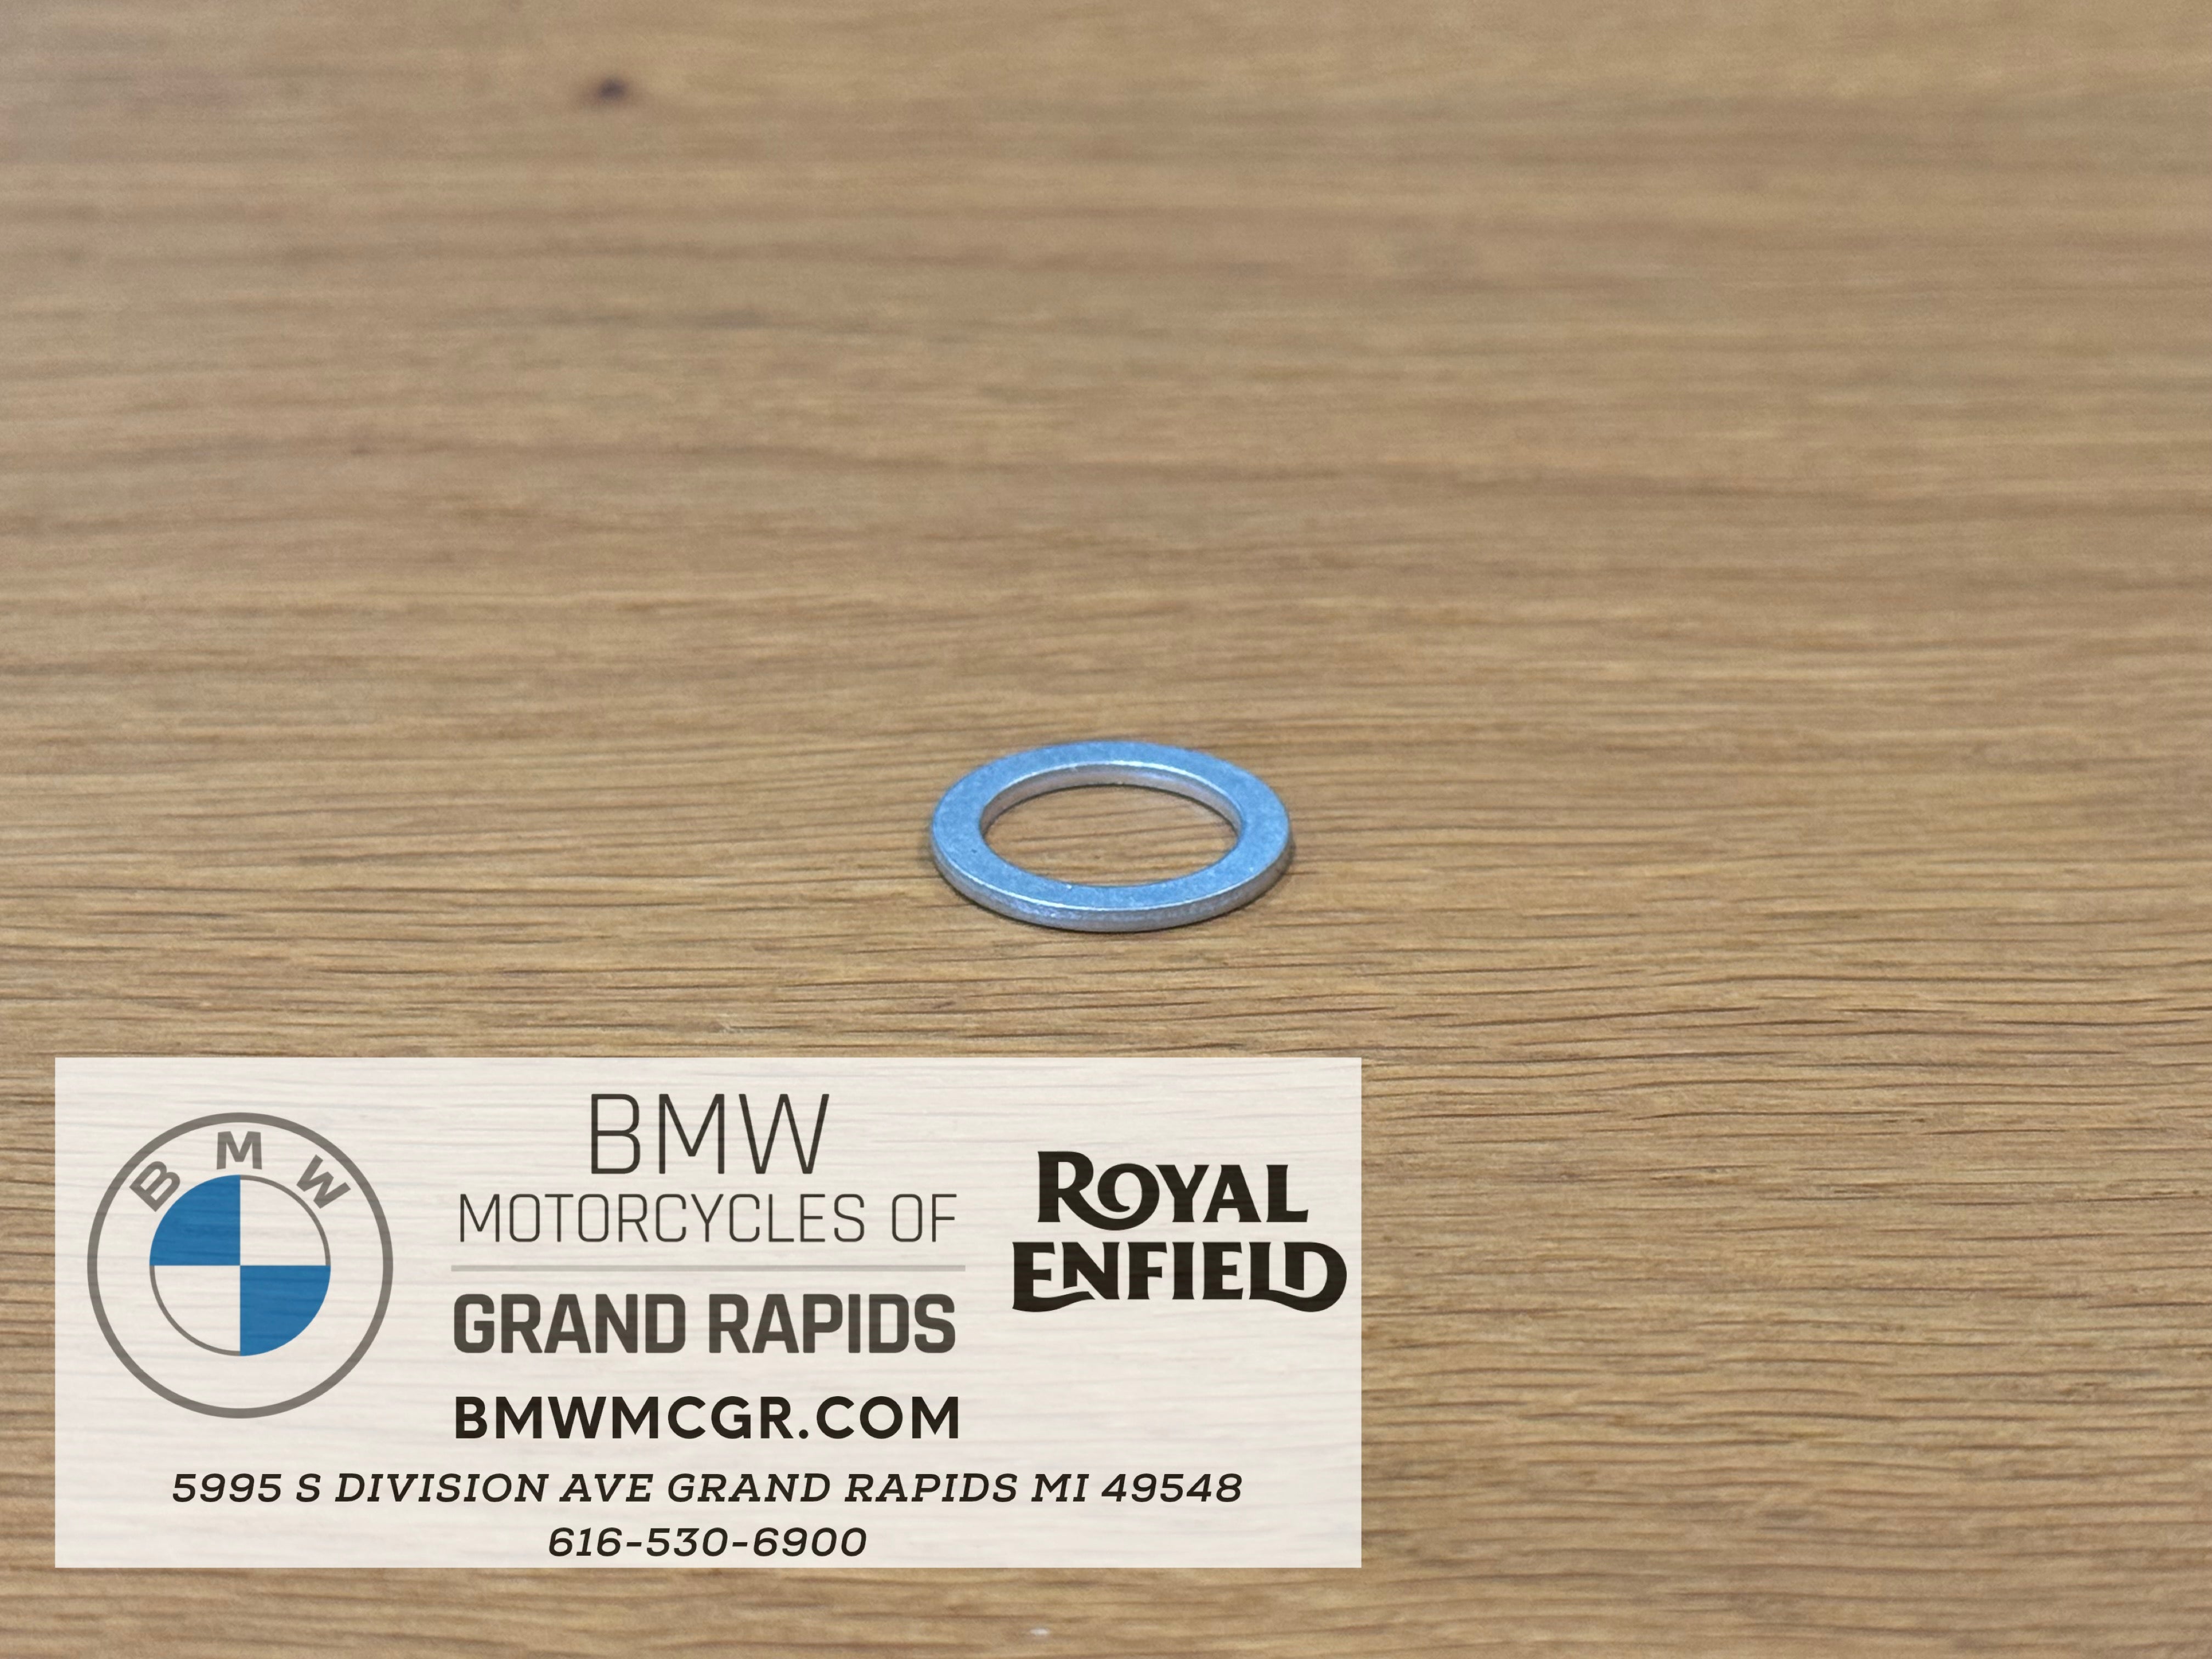 BMW
BMW
MOTORCYCLES OF
GRAND RAPIDS
BMWMCGR.COM
5995 S DIVISION AVE GRAND RAPIDS MI 49548
616-530-6900
ROYAL
ENFIELD